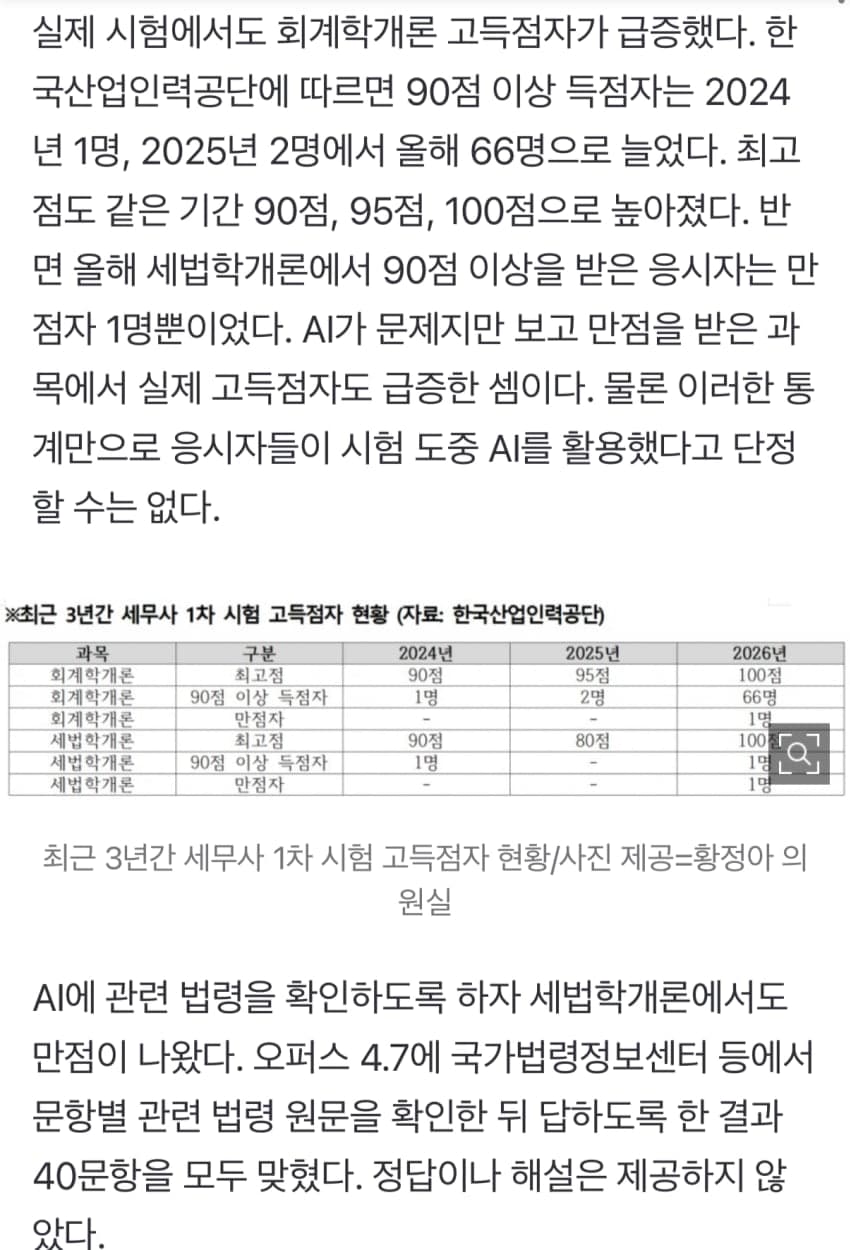 실제 시험에서도 회계학개론 고득점자가 급증했다. 한
국산업인력공단에 따르면 90점 이상 득점자는 2024
년 1명, 2025년 2명에서 올해 66명으로 늘었다. 최고
점도 같은 기간 90점, 95점, 100점으로 높아졌다. 반
면 올해 세법학개론에서 90점 이상을 받은 응시자는 만
점자 1명뿐이었다. AI가 문제지만 보고 만점을 받은 과
목에서 실제 고득점자도 급증한 셈이다. 물론 이러한 통
계만으로 응시자들이 시험 도중 AI를 활용했다고 단정
할 수는 없다.
※최근 3년간 세무사 1차 시험 고득점자 현황 (자료: 한국산업인력공단)
과목 구분 2024년 2025년 2026년
회계학개론 최고점 90점 95점 100점
회계학개론 90점 이상 득점자 1명 2명 66명
회계학개론 만점자 - - 1명
세법학개론 최고점 90점 80점 100점
세법학개론 90점 이상 득점자 1명 - 1명
세법학개론 만점자 - - 1명
최근 3년간 세무사 1차 시험 고득점자 현황/사진 제공=황정아 의
원실
AI에 관련 법령을 확인하도록 하자 세법학개론에서도
만점이 나왔다. 오퍼스 4.7에 국가법령정보센터 등에서
문항별 관련 법령 원문을 확인한 뒤 답하도록 한 결과
40문항을 모두 맞혔다. 정답이나 해설은 제공하지 않
았다.